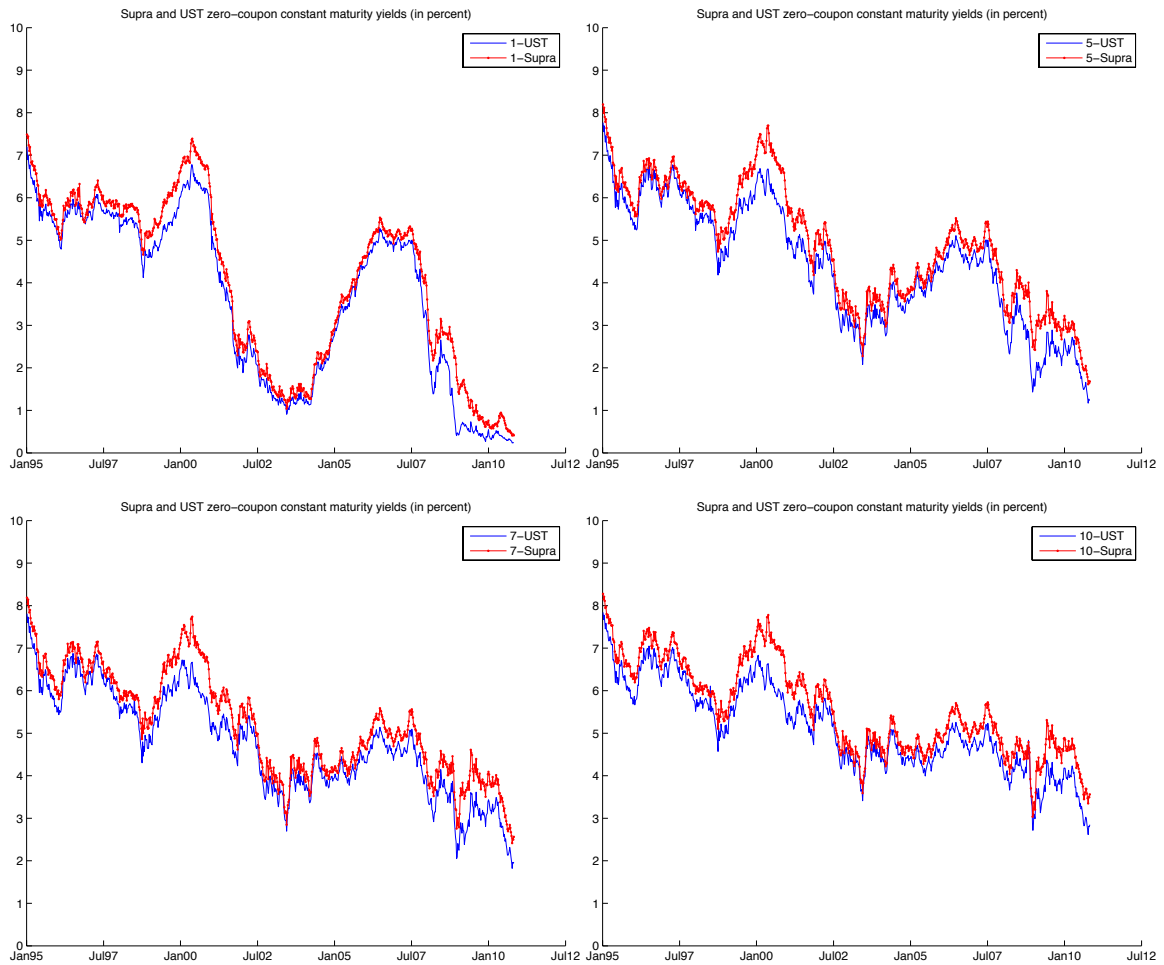 Supra and UST zero−coupon constant maturity yields (in percent)
1−UST
1−Supra
10
9
8
7
6
5
4
3
2
1
0
Jan95 Jul97 Jan00 Jul02 Jan05 Jul07 Jan10 Jul12
Supra and UST zero−coupon constant maturity yields (in percent)
5−UST
5−Supra
10
9
8
7
6
5
4
3
2
1
0
Jan95 Jul97 Jan00 Jul02 Jan05 Jul07 Jan10 Jul12
Supra and UST zero−coupon constant maturity yields (in percent)
7−UST
7−Supra
10
9
8
7
6
5
4
3
2
1
0
Jan95 Jul97 Jan00 Jul02 Jan05 Jul07 Jan10 Jul12
Supra and UST zero−coupon constant maturity yields (in percent)
10−UST
10−Supra
10
9
8
7
6
5
4
3
2
1
0
Jan95 Jul97 Jan00 Jul02 Jan05 Jul07 Jan10 Jul12